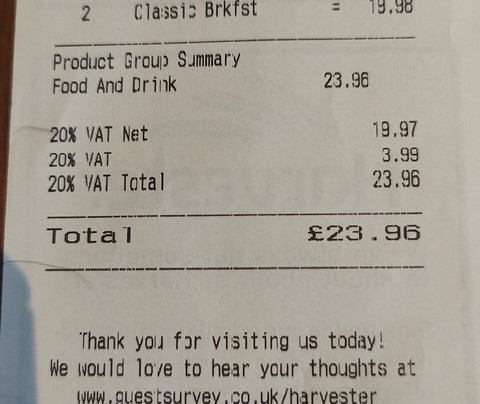 2 Classic Brkfst = 19.98
Product Group Summary
Food And Drink 23.96
20% VAT Net 19.97
20% VAT 3.99
20% VAT Total 23.96
Total £23.96
Thank you for visiting us today!
We would love to hear your thoughts at
www.guestsurvey.co.uk/harvester